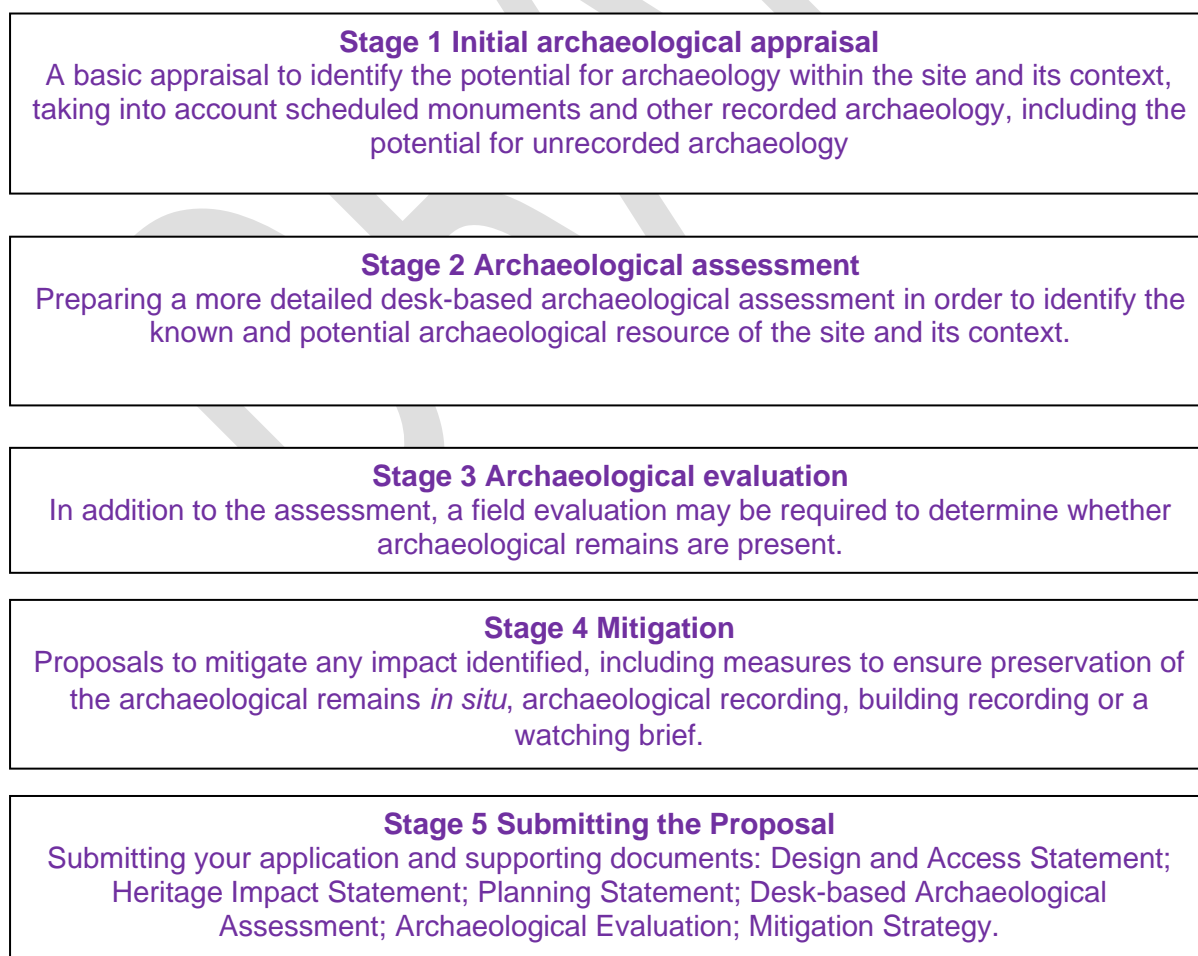 Stage 1 Initial archaeological appraisal
A basic appraisal to identify the potential for archaeology within the site and its context,
taking into account scheduled monuments and other recorded archaeology, including the
potential for unrecorded archaeology
Stage 2 Archaeological assessment
Preparing a more detailed desk-based archaeological assessment in order to identify the
known and potential archaeological resource of the site and its context.
Stage 3 Archaeological evaluation
In addition to the assessment, a field evaluation may be required to determine whether
archaeological remains are present.
Stage 4 Mitigation
Proposals to mitigate any impact identified, including measures to ensure preservation of
the archaeological remains in situ, archaeological recording, building recording or a
watching brief.
Stage 5 Submitting the Proposal
Submitting your application and supporting documents: Design and Access Statement;
Heritage Impact Statement; Planning Statement; Desk-based Archaeological
Assessment; Archaeological Evaluation; Mitigation Strategy.